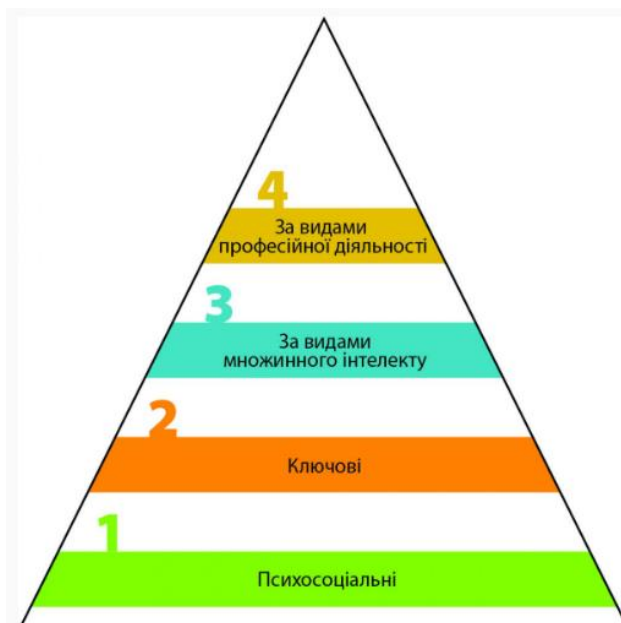 4
За видами
професійної діяльності
3
За видами
множинного інтелекту
2
Ключові
1
Психосоціальні